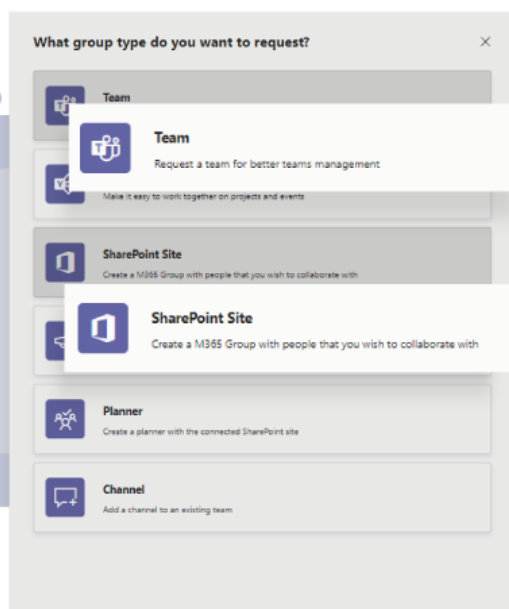 What group type do you want to request?
Team
Team
Request a team for better teams management
Make it easy to work together on projects and events
SharePoint Site
Create a M365 Group with people that you wish to collaborate with
SharePoint Site
Create a M365 Group with people that you wish to collaborate with
Planner
Create a planner with the connected SharePoint site
Channel
Add a channel to an existing team